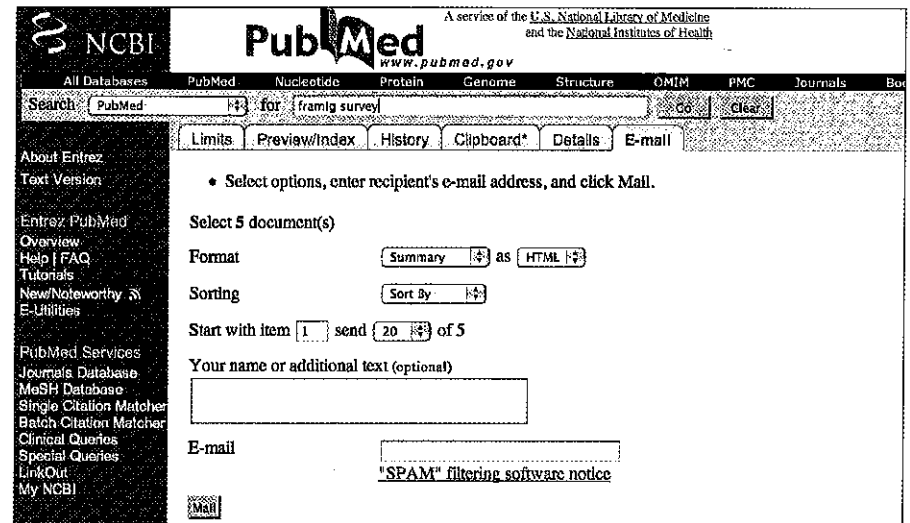 NCBI
PubMed
www.pubmed.gov
A service of the U.S. National Library of Medicine
and the National Institutes of Health
All Databases PubMed Nucleotide Protein Genome Structure OMIM PMC Journals Boo
Search PubMed for framig survey Go Clear
Limits Preview/Index History Clipboard* Details E-mail
About Entrez
Text Version
Entrez PubMed
Overview
Help | FAQ
Tutorials
New/Noteworthy
E-Utilities
PubMed Services
Journals Database
MeSH Database
Single Citation Matcher
Batch Citation Matcher
Clinical Queries
Special Queries
LinkOut
My NCBI
• Select options, enter recipient's e-mail address, and click Mail.
Select 5 document(s)
Format Summary as HTML
Sorting Sort By
Start with item 1 send 20 of 5
Your name or additional text (optional)
E-mail
"SPAM" filtering software notice
Mail